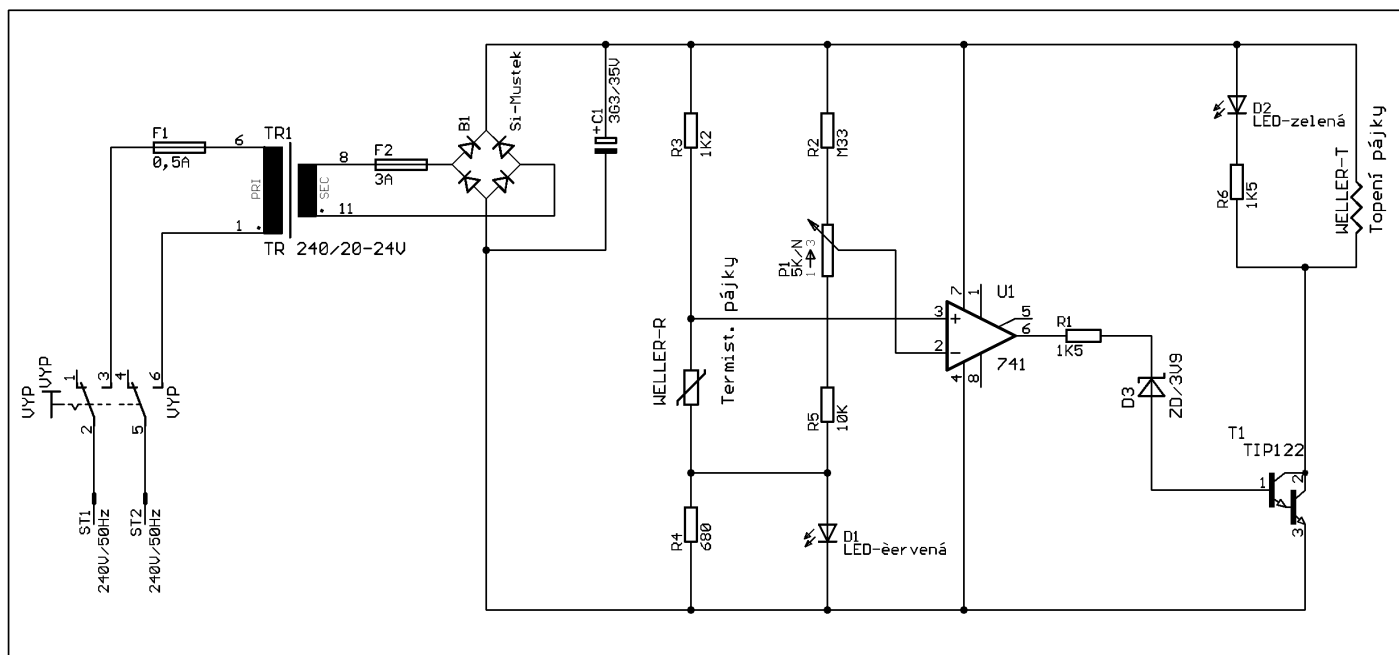 F1
0,5A
6
1
TR1
PRI
SEC
TR 240/20-24V
8
11
F2
3A
B1
Si-Mustek
+C1
3G3/35V
VYP
VYP
VYP
1
3
4
6
2
5
ST1
240V/50Hz
ST2
240V/50Hz
R3
1K2
R2
M33
P1
5K/N
1
3
WELLER-R
Termist. pájky
R5
10K
R4
680
D1
LED-èervená
3
+
2
-
7
1
U1
5
6
4
8
741
R1
1K5
D3
ZD/3V9
T1
TIP122
1
2
3
D2
LED-zelená
R6
1K5
WELLER-T
Topení pájky